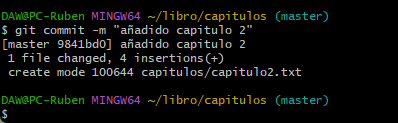 DAW@PC-Ruben MINGW64 ~/libro/capitulos (master)
$ git commit -m "añadido capitulo 2"
[master 9841bd0] añadido capitulo 2
 1 file changed, 4 insertions(+)
 create mode 100644 capitulos/capitulo2.txt

DAW@PC-Ruben MINGW64 ~/libro/capitulos (master)
$